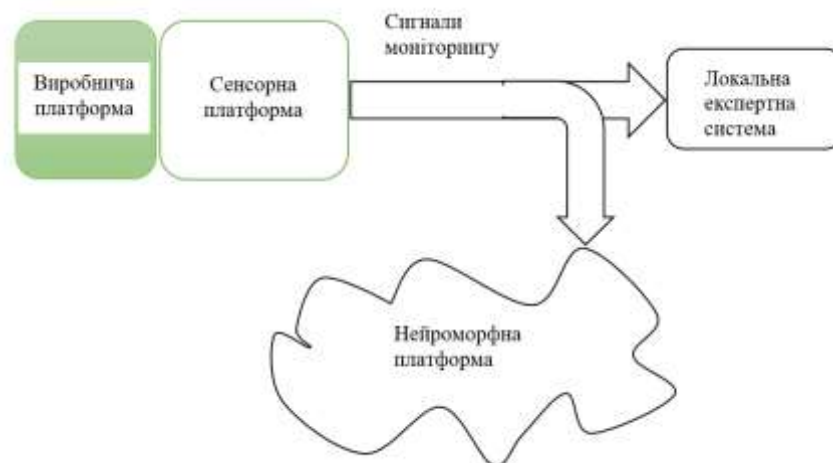 Виробнича
платформа
Сенсорна
платформа
Сигнали
моніторингу
Локальна
експертна
система
Нейроморфна
платформа